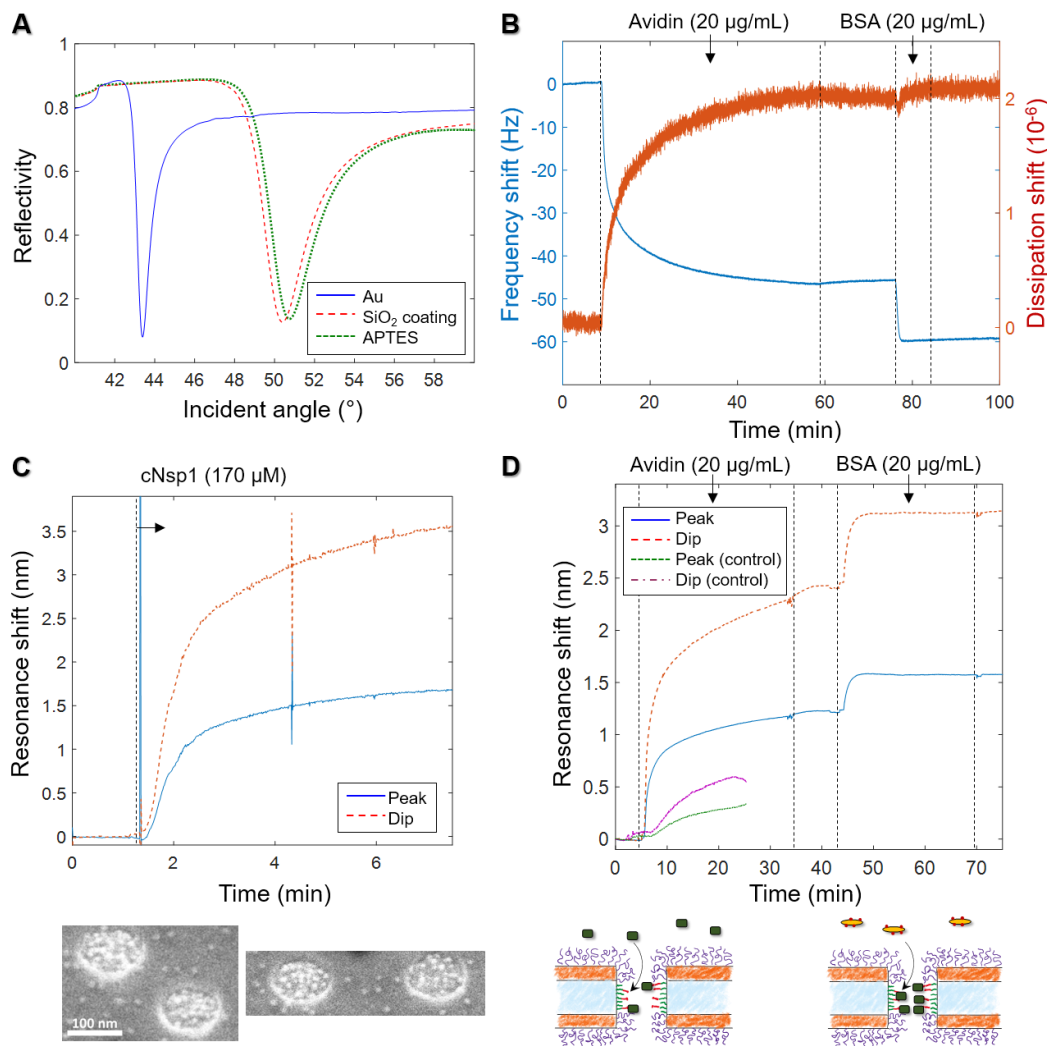 A
Reflectivity
1
0.8
0.6
0.4
0.2
0
42 44 46 48 50 52 54 56 58
Incident angle (°)
Au
SiO₂ coating
APTES
B
Avidin (20 µg/mL) BSA (20 µg/mL)
Frequency shift (Hz)
0
-10
-20
-30
-40
-50
-60
2
1
0
Dissipation shift (10⁻⁶)
0 20 40 60 80 100
Time (min)
C
cNsp1 (170 µM)
Resonance shift (nm)
3.5
3
2.5
2
1.5
1
0.5
0
0 2 4 6
Time (min)
Peak
Dip
100 nm
D
Avidin (20 µg/mL) BSA (20 µg/mL)
Peak
Dip
Peak (control)
Dip (control)
Resonance shift (nm)
3
2.5
2
1.5
1
0.5
0
0 10 20 30 40 50 60 70
Time (min)